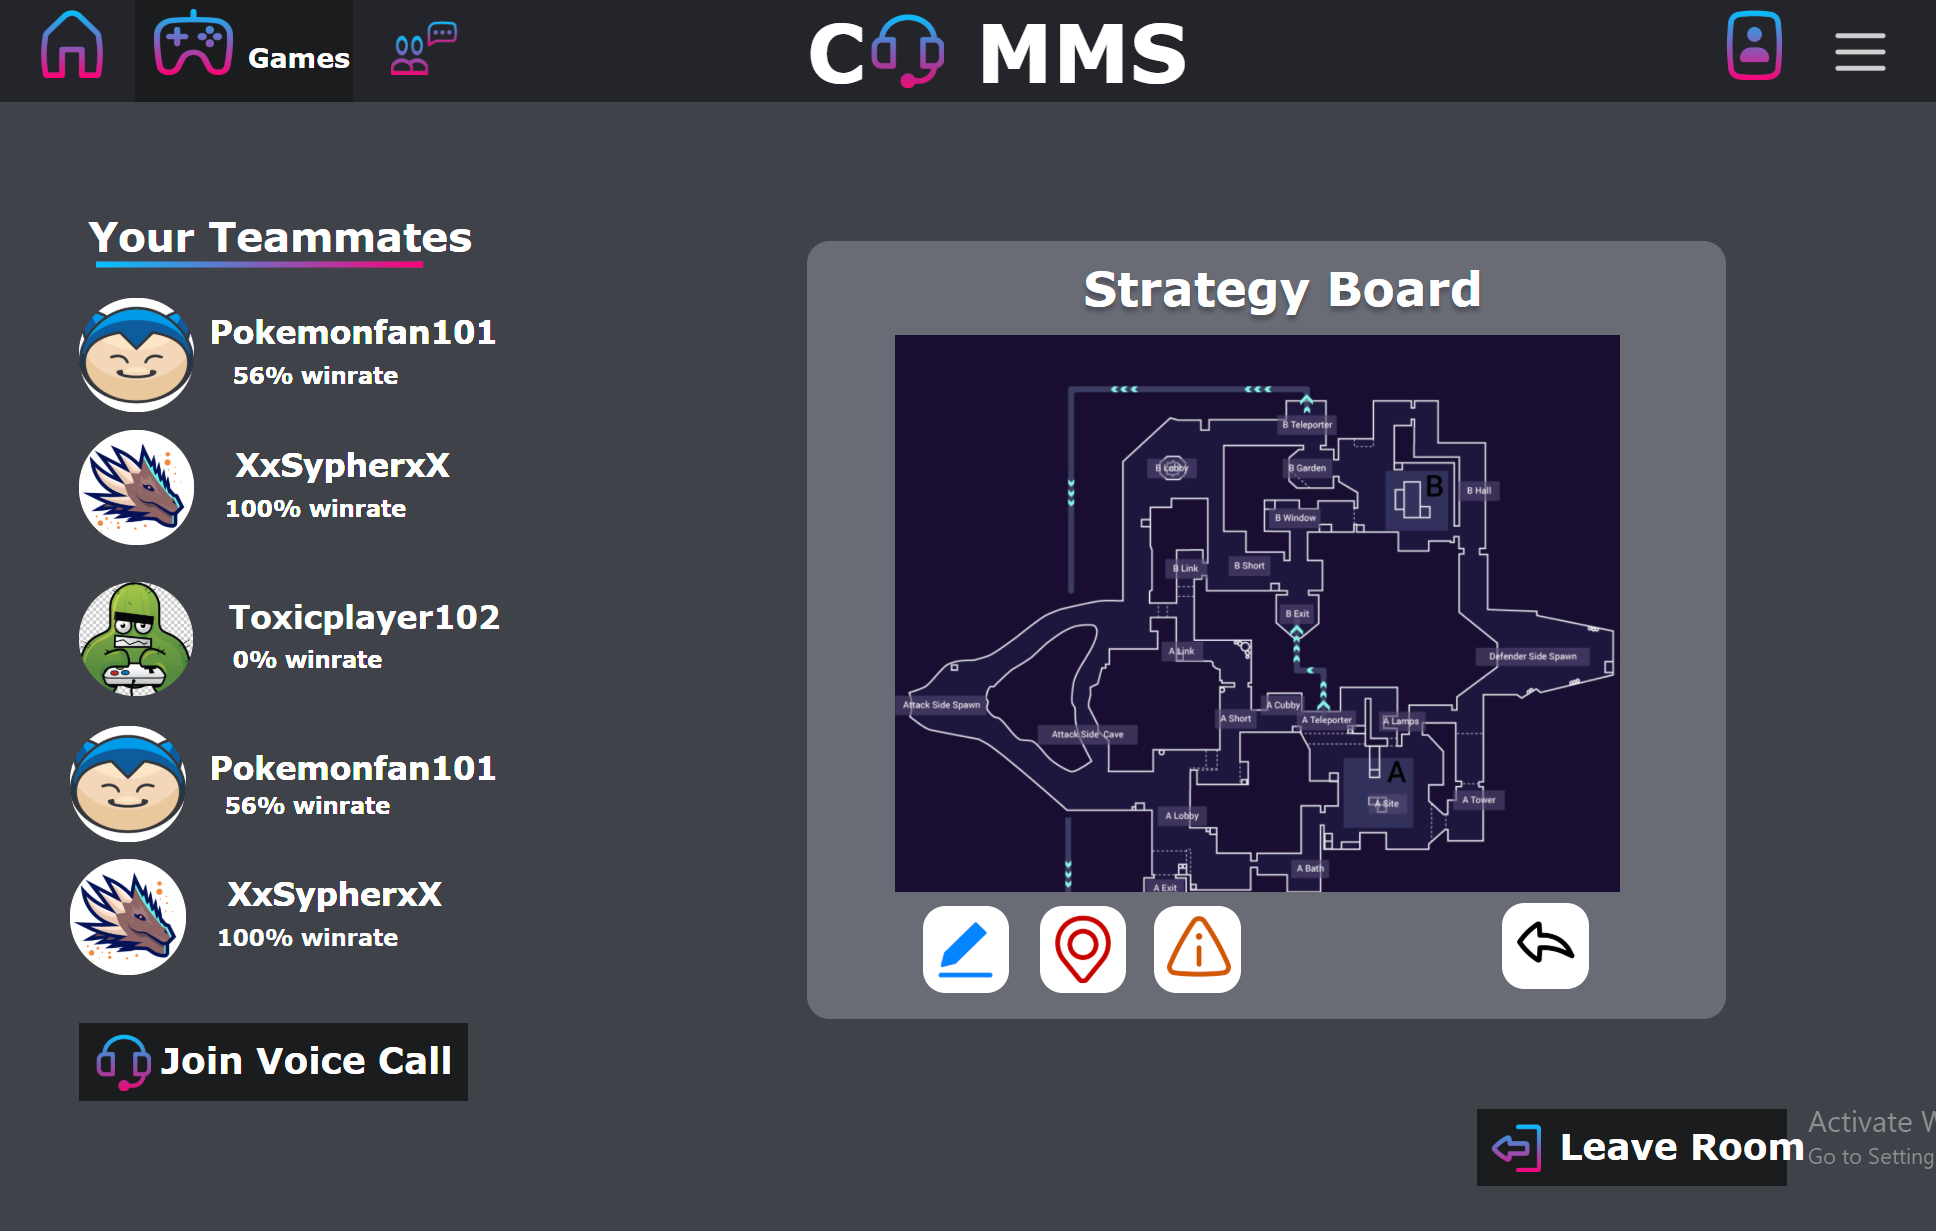 Games
C MMS
Your Teammates
Pokemonfan101
56% winrate
XxSypherxX
100% winrate
Toxicplayer102
0% winrate
Pokemonfan101
56% winrate
XxSypherxX
100% winrate
Join Voice Call
Strategy Board
B Teleporter
B Lobby
B Garden
B
B Hall
B Window
B Link
B Short
B Exit
A Link
Defender Side Spawn
Attack Side Spawn
A Cubby
A Short
A Teleporter
A Lamps
Attack Side Cave
A
A Site
A Tower
A Lobby
A Bath
A Exit
Leave Room
Activate W
Go to Setting